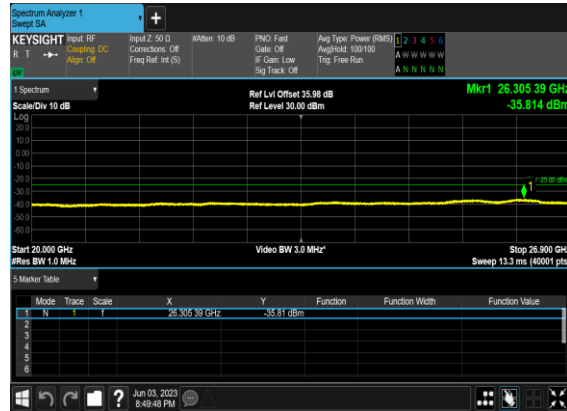 Spectrum Analyzer 1
Swept SA
+
KEYSIGHT Input: RF Input Z: 50 Ω #Atten: 10 dB PNO: Fast Avg Type: Power (RMS) 1 2 3 4 5 6
R T Coupling: DC Corrections: Off Gate: Off Avg|Hold: 100/100 A W W W W W
Align: Off Freq Ref: Int (S) IF Gain: Low Trig: Free Run
Sig Track: Off A N N N N N
1 Spectrum Ref Lvl Offset 35.98 dB Mkr1 26.305 39 GHz
Scale/Div 10 dB Ref Level 30.00 dBm -35.814 dBm
Log
20.0
10.0
0.00
-10.0
-20.0
-25.00 dBm
-30.0
1
-40.0
-50.0
-60.0
Start 20.000 GHz Video BW 3.0 MHz* Stop 26.900 GHz
#Res BW 1.0 MHz Sweep 13.3 ms (40001 pts)
5 Marker Table
Mode Trace Scale X Y Function Function Width Function Value
1 N 1 f 26.305 39 GHz -35.81 dBm
2
3
4
5
6
? Jun 03, 2023
8:49:48 PM